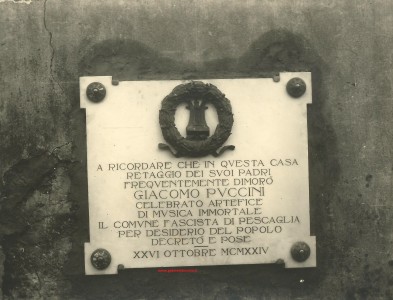 A RICORDARE CHE IN QVESTA CASA
RETAGGIO DEI SVOI PADRI
FREQVENTEMENTE DIMORÒ
GIACOMO PVCCINI
CELEBRATO ARTEFICE
DI MVSICA IMMORTALE
IL COMVNE FASCISTA DI PESCAGLIA
PER DESIDERIO DEL POPOLO
DECRETÒ E POSE
XXVI OTTOBRE MCMXXIV